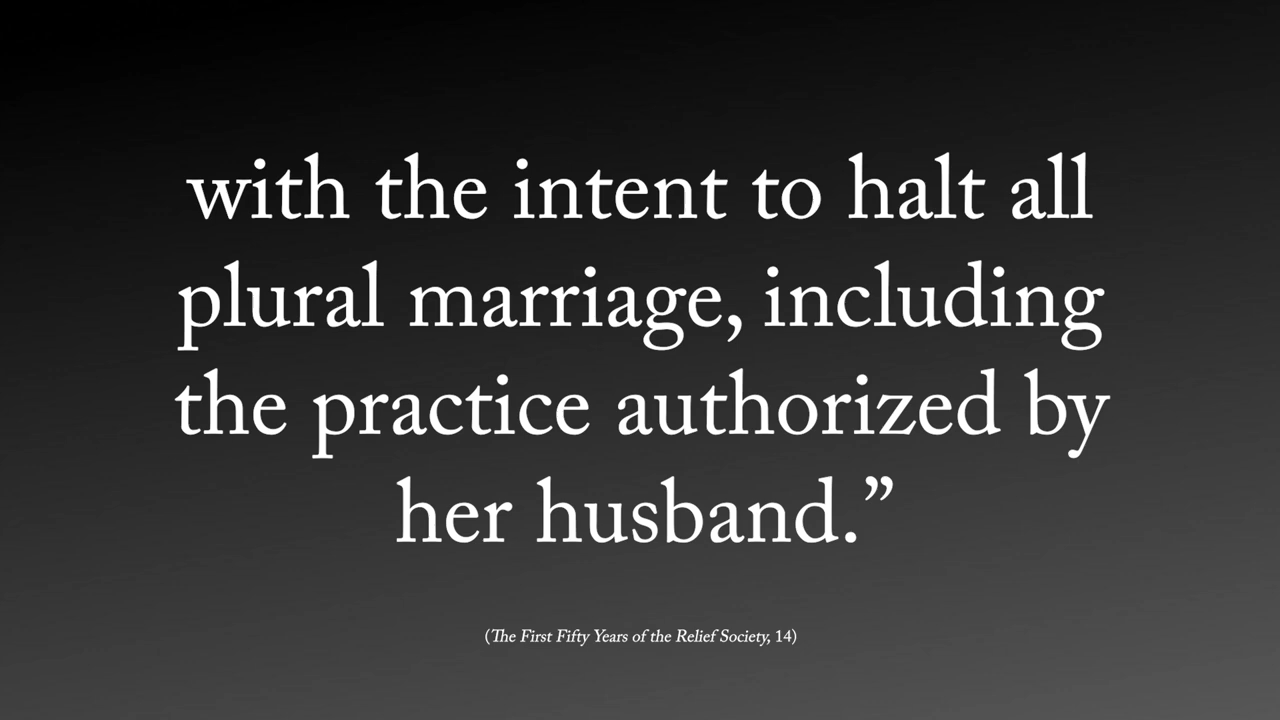 with the intent to halt all
plural marriage, including
the practice authorized by
her husband.”
(The First Fifty Years of the Relief Society, 14)